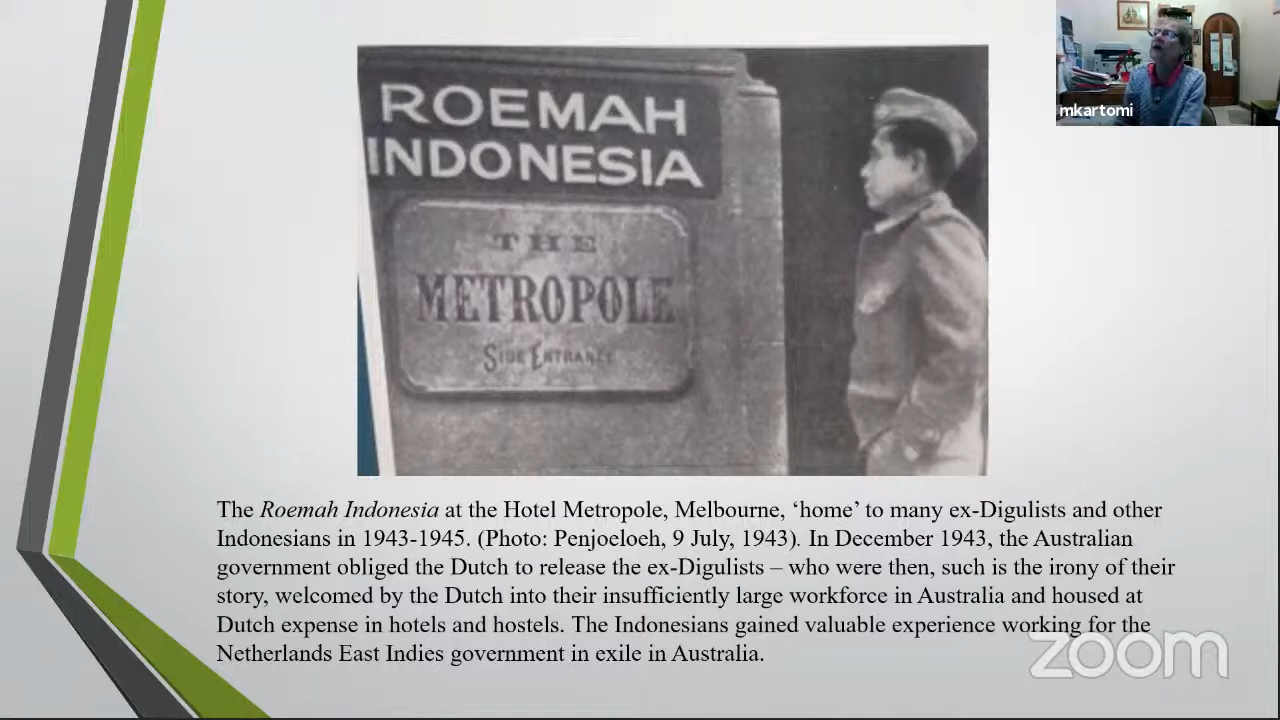 mkartomi
ROEMAH
INDONESIA
THE
METROPOLE
SIDE ENTRANCE
The Roemah Indonesia at the Hotel Metropole, Melbourne, ‘home’ to many ex-Digulists and other
Indonesians in 1943-1945. (Photo: Penjoeloeh, 9 July, 1943). In December 1943, the Australian
government obliged the Dutch to release the ex-Digulists – who were then, such is the irony of their
story, welcomed by the Dutch into their insufficiently large workforce in Australia and housed at
Dutch expense in hotels and hostels. The Indonesians gained valuable experience working for the
Netherlands East Indies government in exile in Australia.
zoom